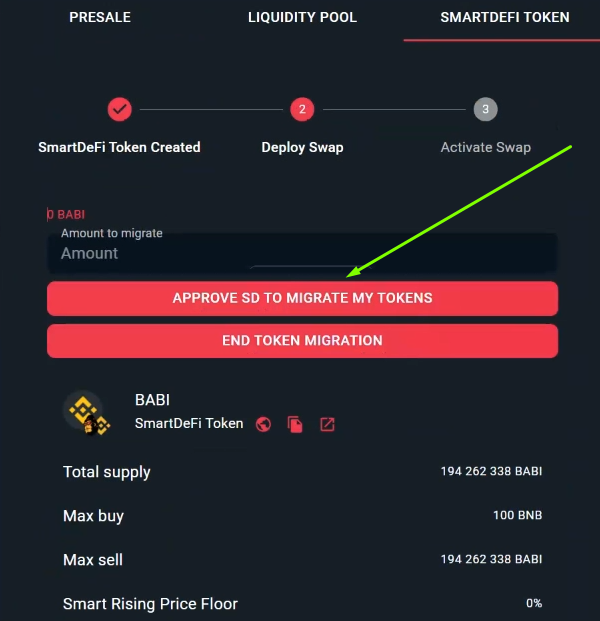 PRESALE LIQUIDITY POOL SMARTDEFI TOKEN
2 3
SmartDeFi Token Created Deploy Swap Activate Swap
0 BABI
Amount to migrate
Amount
APPROVE SD TO MIGRATE MY TOKENS
END TOKEN MIGRATION
BABI
SmartDeFi Token
Total supply 194 262 338 BABI
Max buy 100 BNB
Max sell 194 262 338 BABI
Smart Rising Price Floor 0%